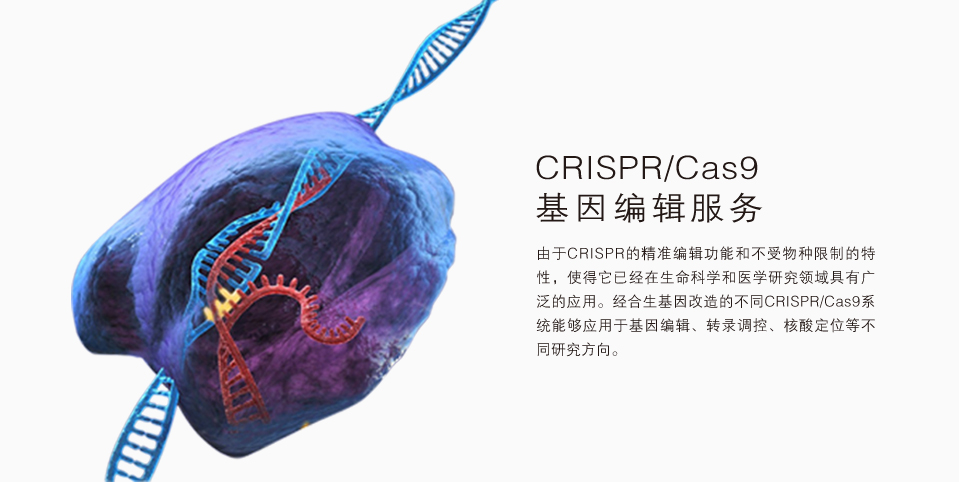 CRISPR/Cas9
基因编辑服务
由于CRISPR的精准编辑功能和不受物种限制的特
性，使得它已经在生命科学和医学研究领域具有广
泛的应用。经合生基因改造的不同CRISPR/Cas9系
统能够应用于基因编辑、转录调控、核酸定位等不
同研究方向。